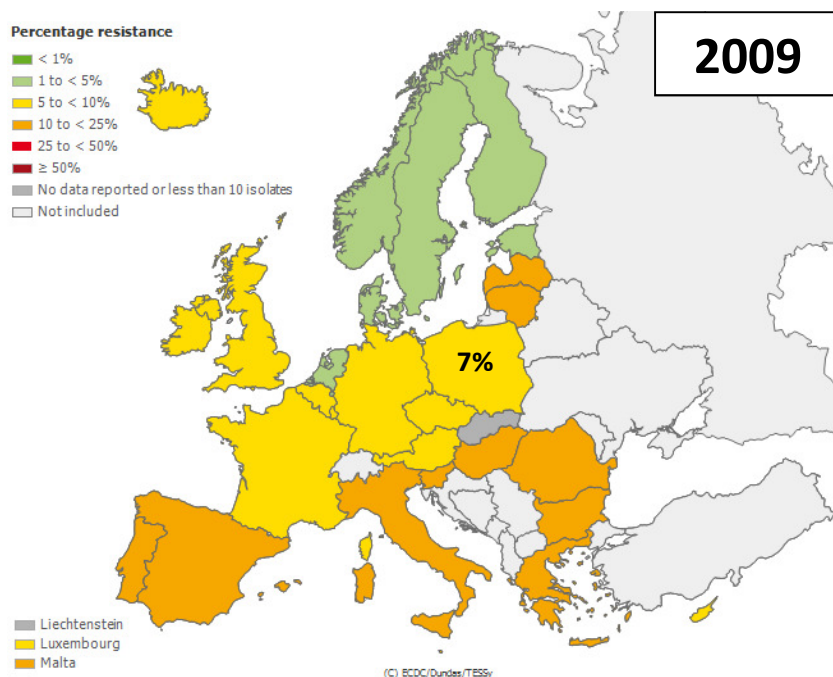 2009
Percentage resistance
< 1%
1 to < 5%
5 to < 10%
10 to < 25%
25 to < 50%
≥ 50%
No data reported or less than 10 isolates
Not included
7%
Liechtenstein
Luxembourg
Malta
(C) ECDC/Dundas/TESSy